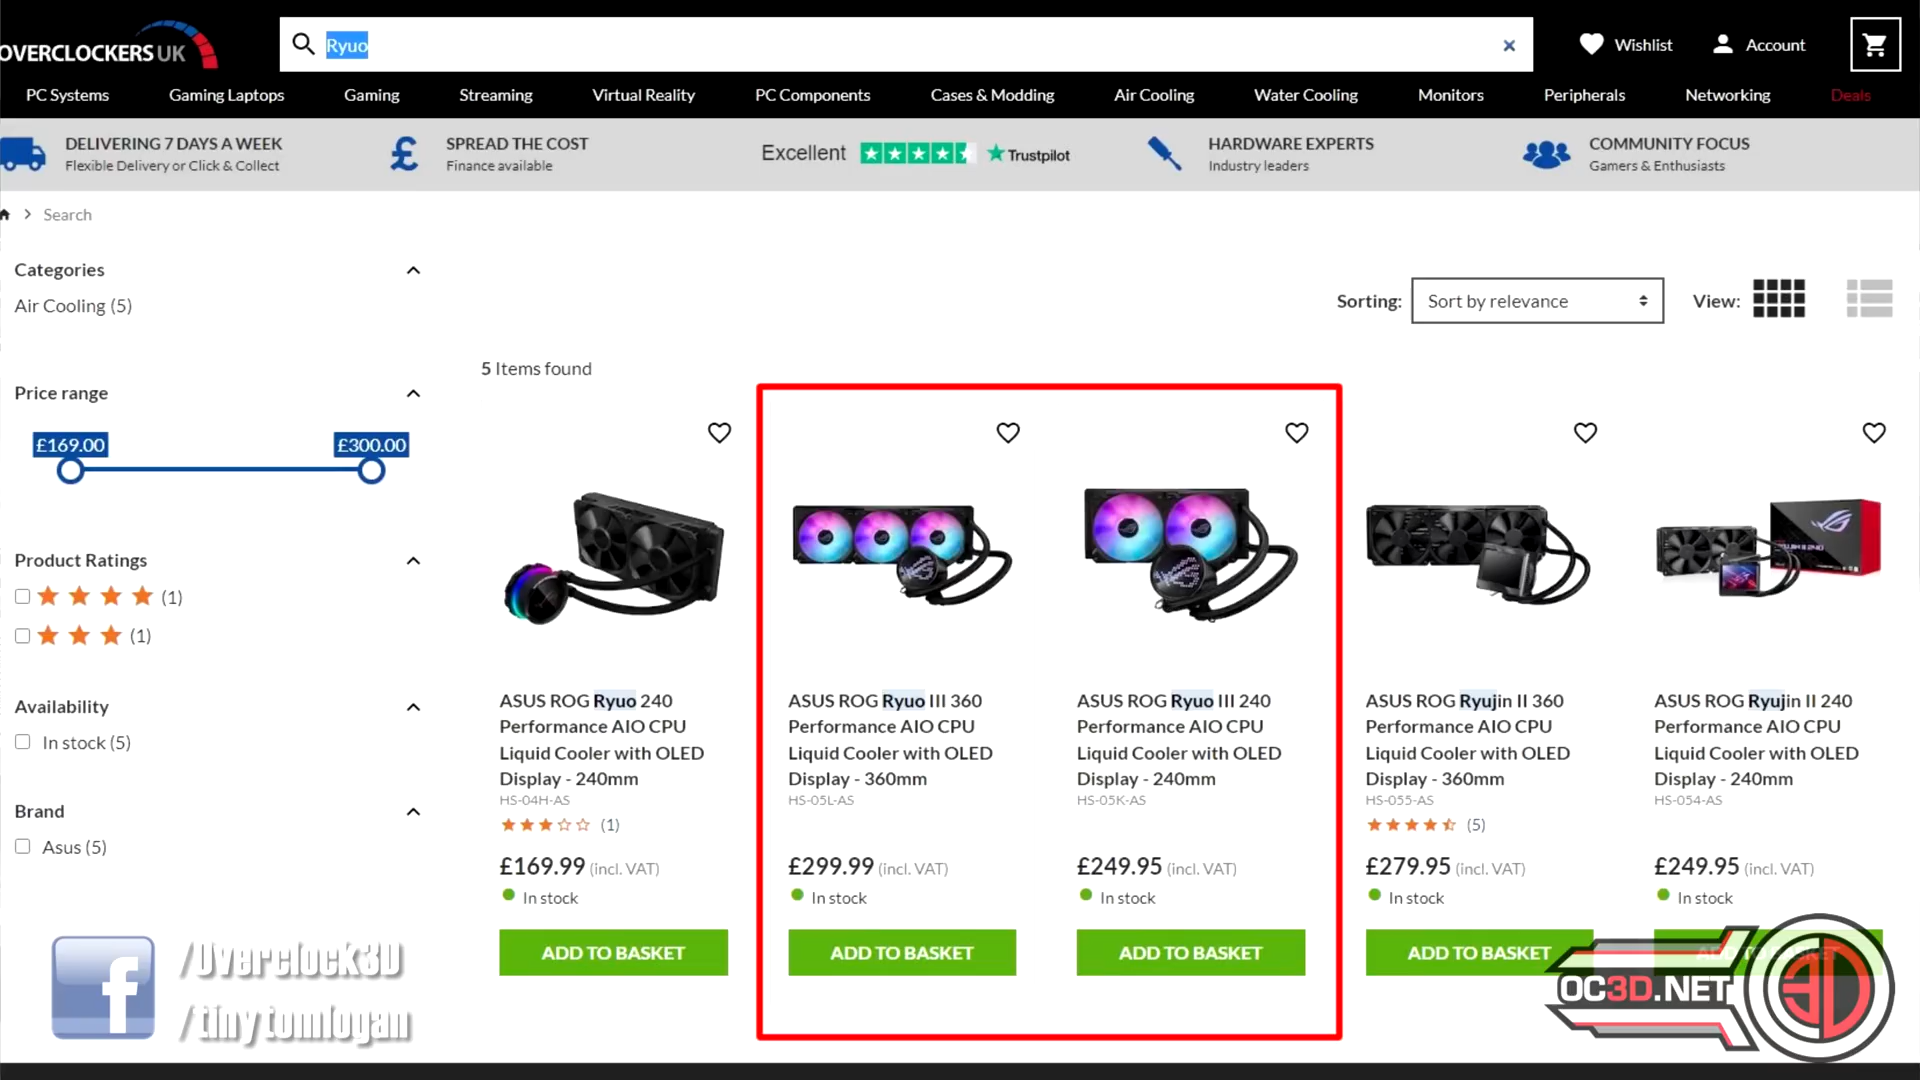 OVERCLOCKERS UK
Ryuo
Wishlist
Account
PC Systems
Gaming Laptops
Gaming
Streaming
Virtual Reality
PC Components
Cases & Modding
Air Cooling
Water Cooling
Monitors
Peripherals
Networking
Deals
DELIVERING 7 DAYS A WEEK
Flexible Delivery or Click & Collect
£
SPREAD THE COST
Finance available
Excellent
Trustpilot
HARDWARE EXPERTS
Industry leaders
COMMUNITY FOCUS
Gamers & Enthusiasts
Search
Categories
Air Cooling (5)
Price range
£169.00
£300.00
Product Ratings
(1)
(1)
Availability
In stock (5)
Brand
Asus (5)
Sorting:
Sort by relevance
View:
5 Items found
ASUS ROG Ryuo 240
Performance AIO CPU
Liquid Cooler with OLED
Display - 240mm
HS-04H-AS
(1)
£169.99 (incl. VAT)
In stock
ADD TO BASKET
ASUS ROG Ryuo III 360
Performance AIO CPU
Liquid Cooler with OLED
Display - 360mm
HS-05L-AS
£299.99 (incl. VAT)
In stock
ADD TO BASKET
ASUS ROG Ryuo III 240
Performance AIO CPU
Liquid Cooler with OLED
Display - 240mm
HS-05K-AS
£249.95 (incl. VAT)
In stock
ADD TO BASKET
ASUS ROG Ryujin II 360
Performance AIO CPU
Liquid Cooler with OLED
Display - 360mm
HS-055-AS
(5)
£279.95 (incl. VAT)
In stock
ADD TO BASKET
ASUS ROG Ryujin II 240
Performance AIO CPU
Liquid Cooler with OLED
Display - 240mm
HS-054-AS
£249.95 (incl. VAT)
In stock
f
/Overclock3D
/tinytomlogan
OC3D.NET
3D